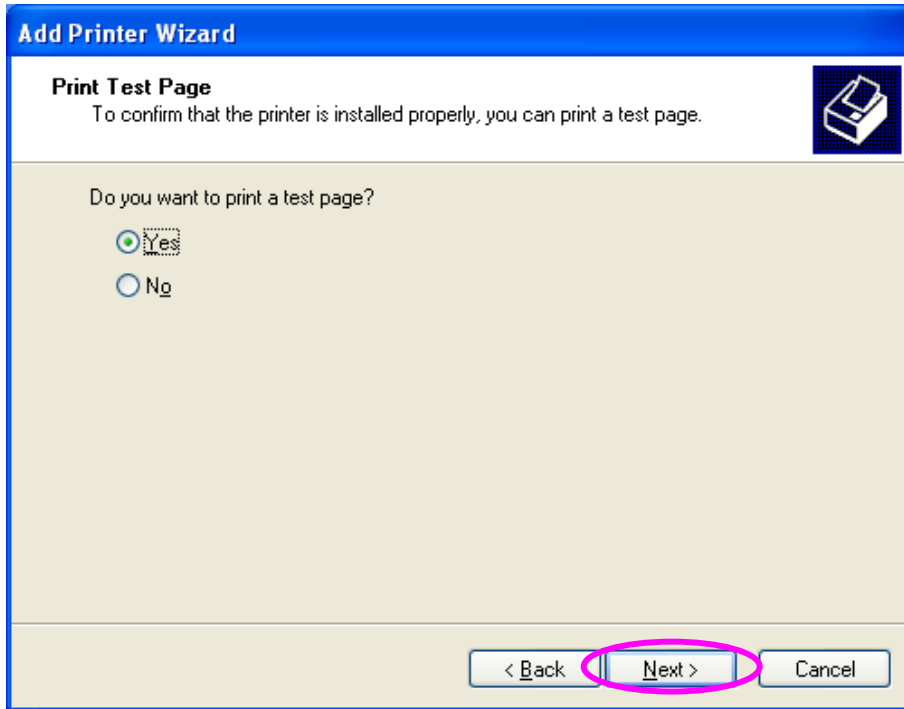 Add Printer Wizard
Print Test Page
To confirm that the printer is installed properly, you can print a test page.
Do you want to print a test page?
Yes
No
< Back Next > Cancel